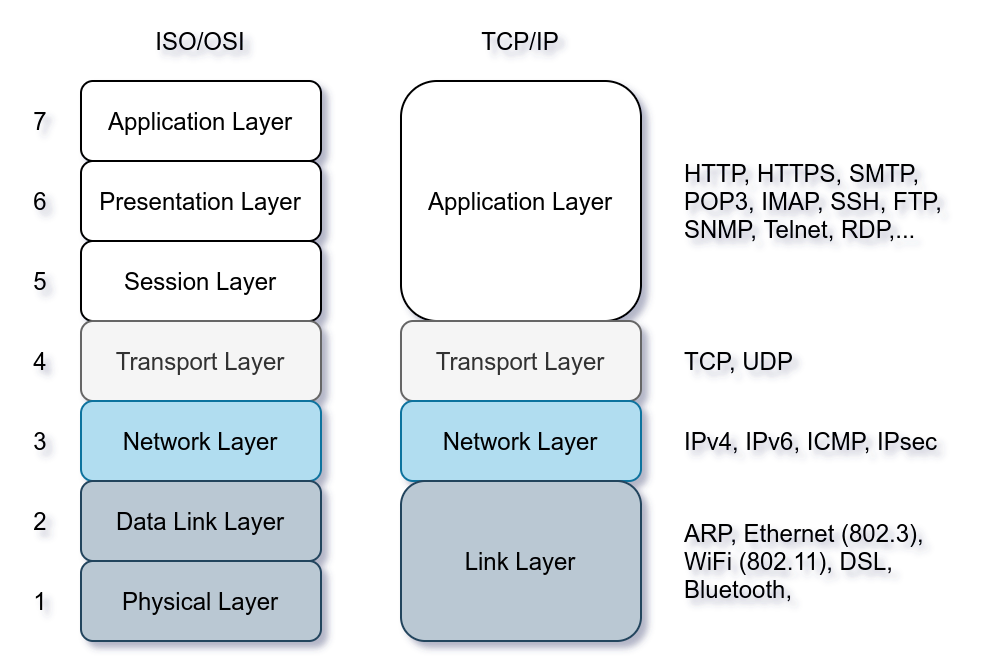 ISO/OSI TCP/IP
7 Application Layer
6 Presentation Layer
5 Session Layer
Application Layer
HTTP, HTTPS, SMTP,
POP3, IMAP, SSH, FTP,
SNMP, Telnet, RDP,...
4 Transport Layer Transport Layer TCP, UDP
3 Network Layer Network Layer IPv4, IPv6, ICMP, IPsec
2 Data Link Layer
1 Physical Layer
Link Layer
ARP, Ethernet (802.3),
WiFi (802.11), DSL,
Bluetooth,